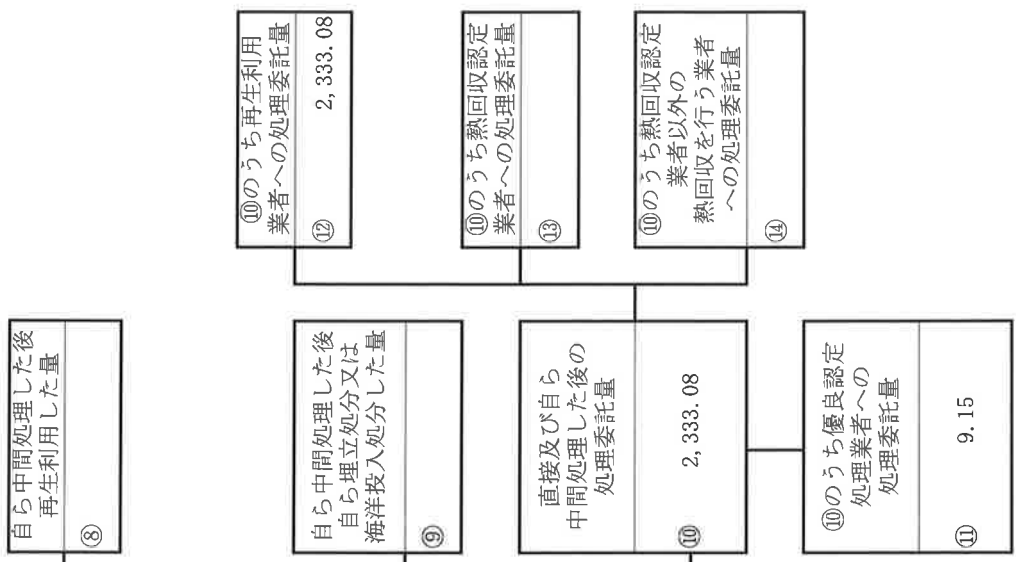 自ら中間処理した後
再生利用した量
⑧
自ら中間処理した後
自ら埋立処分又は
海洋投入処分した量
⑨
直接及び自ら
中間処理した後の
処理委託量
⑩
2,333.08
⑩のうち優良認定
処理業者への
処理委託量
⑪
9.15
⑩のうち再生利用
業者への処理委託量
⑫
2,333.08
⑩のうち熱回収認定
業者への処理委託量
⑬
⑩のうち熱回収認定
業者以外の
熱回収を行う業者
への処理委託量
⑭